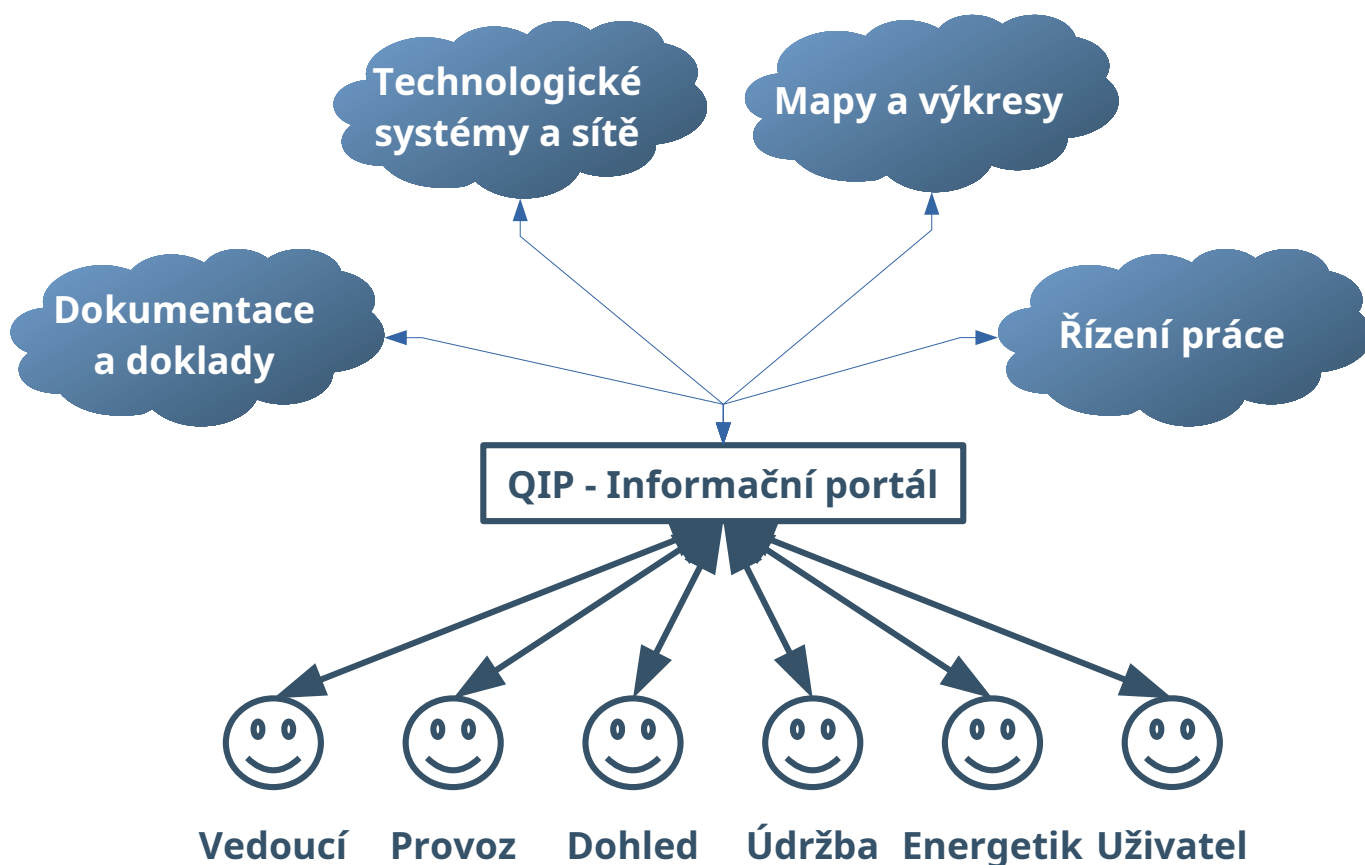 Technologické
systémy a sítě
Mapy a výkresy
Dokumentace
a doklady
Řízení práce
QIP - Informační portál
Vedoucí
Provoz
Dohled
Údržba
Energetik
Uživatel